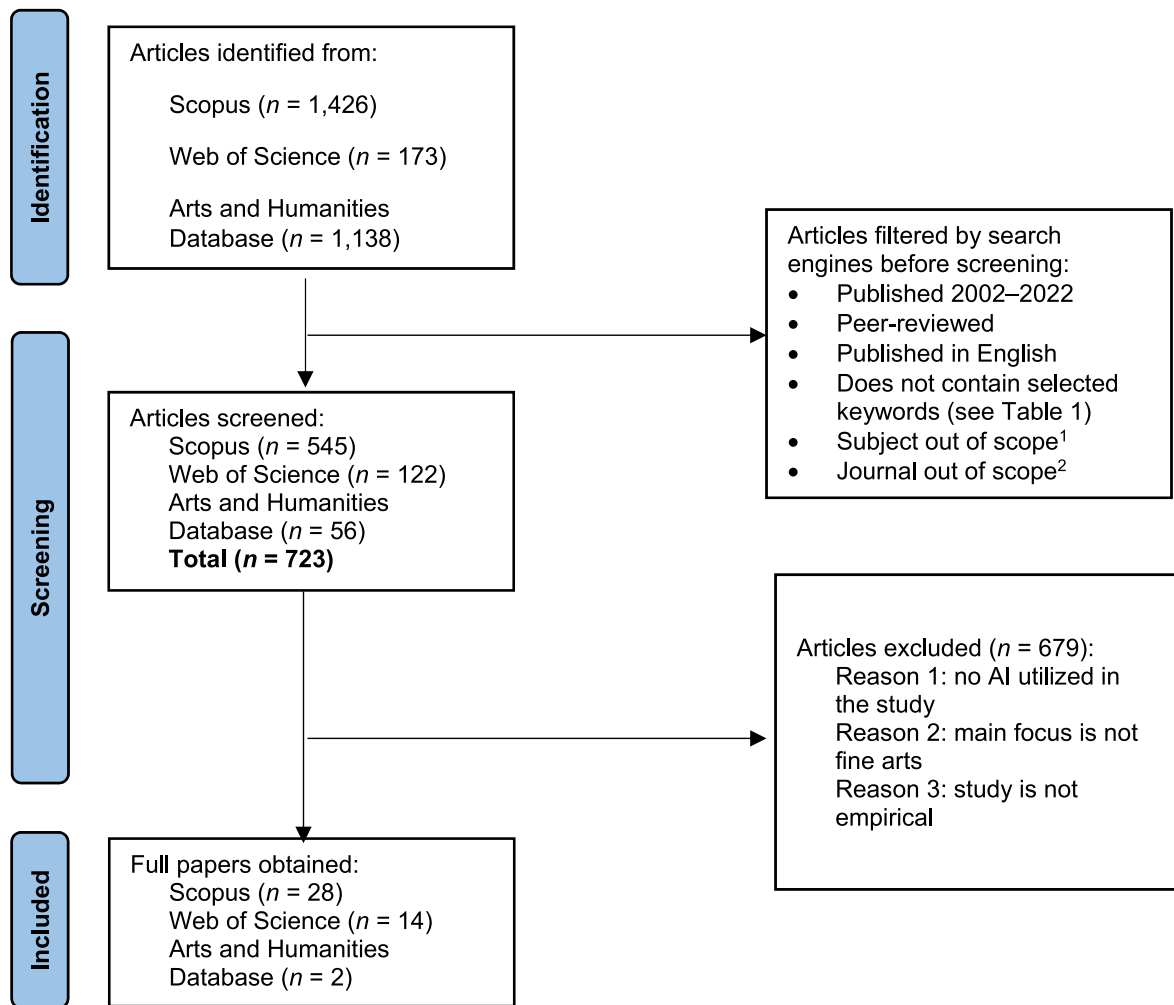 Identification
Articles identified from:
Scopus (n = 1,426)
Web of Science (n = 173)
Arts and Humanities
Database (n = 1,138)
Articles filtered by search
engines before screening:
• Published 2002–2022
• Peer-reviewed
• Published in English
• Does not contain selected
keywords (see Table 1)
• Subject out of scope¹
• Journal out of scope²
Screening
Articles screened:
Scopus (n = 545)
Web of Science (n = 122)
Arts and Humanities
Database (n = 56)
Total (n = 723)
Articles excluded (n = 679):
Reason 1: no AI utilized in
the study
Reason 2: main focus is not
fine arts
Reason 3: study is not
empirical
Included
Full papers obtained:
Scopus (n = 28)
Web of Science (n = 14)
Arts and Humanities
Database (n = 2)